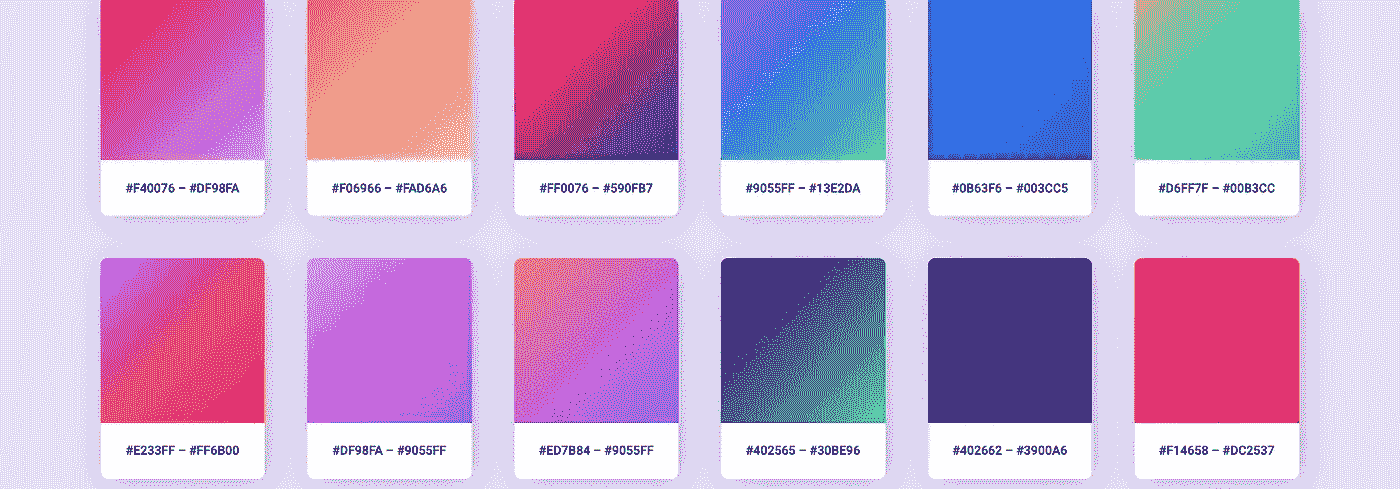 #F40076 – #DF98FA
#F06966 – #FAD6A6
#FF0076 – #590FB7
#9055FF – #13E2DA
#0B63F6 – #003CC5
#D6FF7F – #00B3CC
#E233FF – #FF6B00
#DF98FA – #9055FF
#ED7B84 – #9055FF
#402565 – #30BE96
#402662 – #3900A6
#F14658 – #DC2537